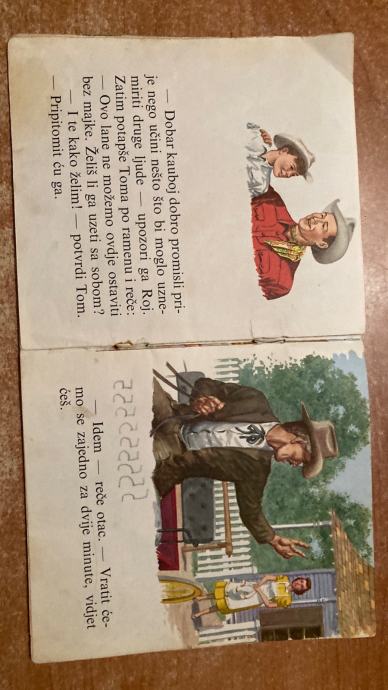 — Dobar kauboj dobro promisli pri-
je nego učini nešto što bi moglo uzne-
miriti druge ljude — upozori ga Roj.
Zatim potapše Toma po ramenu i reče:
— Ovo lane ne možemo ovdje ostaviti
bez majke. Želiš li ga uzeti sa sobom?
— I te kako želim! — potvrdi Tom.
— Pripitomit ću ga.
— Idem — reče otac. — Vratit će-
mo se zajedno za dvije minute, vidjet
ćeš.